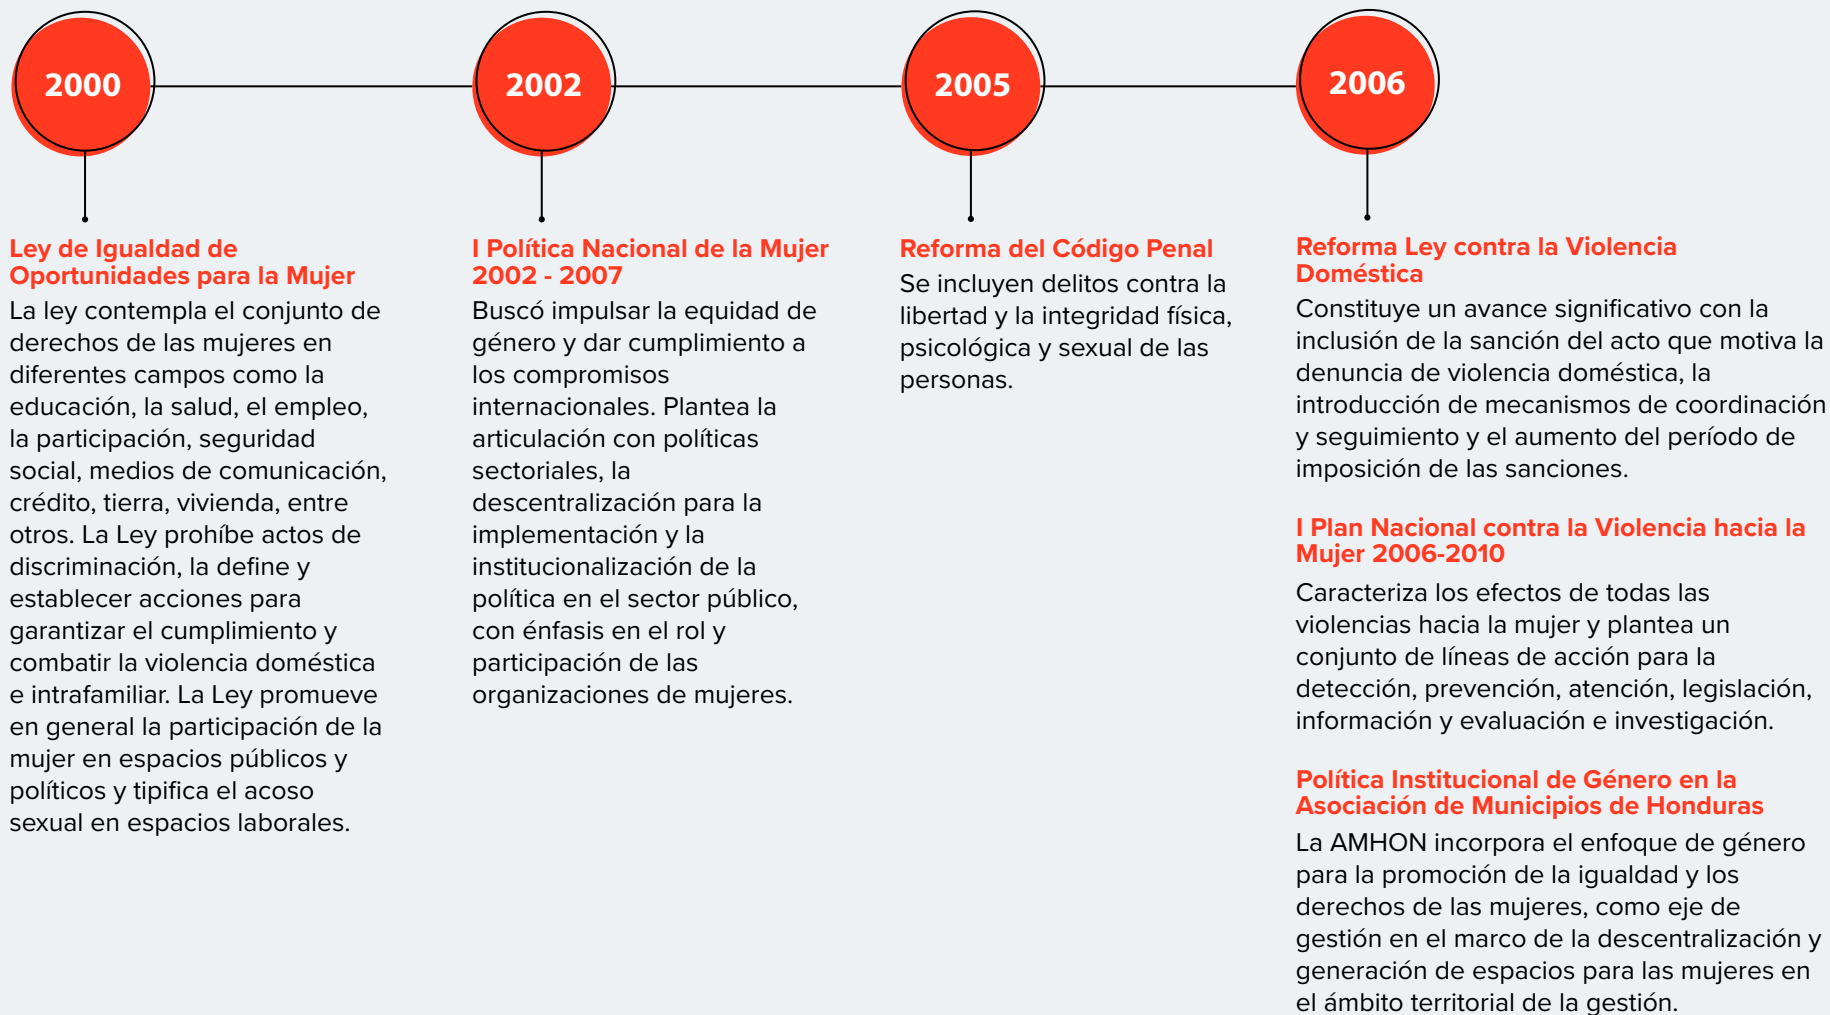 2000
Ley de Igualdad de
Oportunidades para la Mujer
La ley contempla el conjunto de
derechos de las mujeres en
diferentes campos como la
educación, la salud, el empleo,
la participación, seguridad
social, medios de comunicación,
crédito, tierra, vivienda, entre
otros. La Ley prohíbe actos de
discriminación, la define y
establecer acciones para
garantizar el cumplimiento y
combatir la violencia doméstica
e intrafamiliar. La Ley promueve
en general la participación de la
mujer en espacios públicos y
políticos y tipifica el acoso
sexual en espacios laborales.
2002
I Política Nacional de la Mujer
2002 - 2007
Buscó impulsar la equidad de
género y dar cumplimiento a
los compromisos
internacionales. Plantea la
articulación con políticas
sectoriales, la
descentralización para la
implementación y la
institucionalización de la
política en el sector público,
con énfasis en el rol y
participación de las
organizaciones de mujeres.
2005
Reforma del Código Penal
Se incluyen delitos contra la
libertad y la integridad física,
psicológica y sexual de las
personas.
2006
Reforma Ley contra la Violencia
Doméstica
Constituye un avance significativo con la
inclusión de la sanción del acto que motiva la
denuncia de violencia doméstica, la
introducción de mecanismos de coordinación
y seguimiento y el aumento del período de
imposición de las sanciones.
I Plan Nacional contra la Violencia hacia la
Mujer 2006-2010
Caracteriza los efectos de todas las
violencias hacia la mujer y plantea un
conjunto de líneas de acción para la
detección, prevención, atención, legislación,
información y evaluación e investigación.
Política Institucional de Género en la
Asociación de Municipios de Honduras
La AMHON incorpora el enfoque de género
para la promoción de la igualdad y los
derechos de las mujeres, como eje de
gestión en el marco de la descentralización y
generación de espacios para las mujeres en
el ámbito territorial de la gestión.